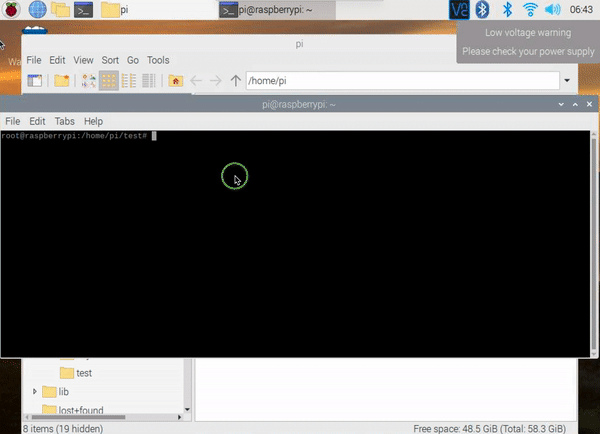 pi
pi@raspberrypi: ~
06:43
Low voltage warning
Please check your power supply
pi
File Edit View Sort Go Tools
/home/pi
pi@raspberrypi: ~
File Edit Tabs Help
root@raspberrypi:/home/pi/test#
test
lib
lost+found
8 items (19 hidden)
Free space: 48.5 GiB (Total: 58.3 GiB)